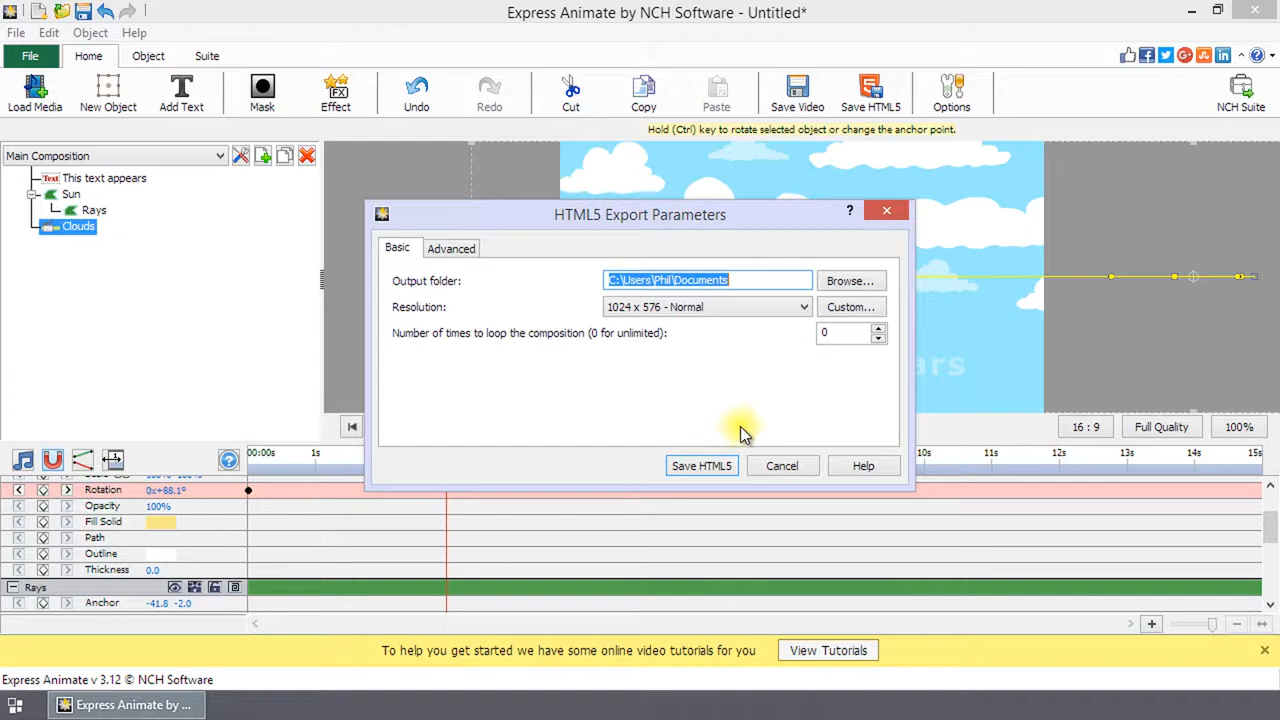 Express Animate by NCH Software - Untitled*
File Edit Object Help
File Home Object Suite
Load Media New Object Add Text Mask Effect Undo Redo Cut Copy Paste Save Video Save HTML5 Options NCH Suite
Hold (Ctrl) key to rotate selected object or change the anchor point.
Main Composition
Text This text appears
Sun
Rays
Clouds
HTML5 Export Parameters
Basic Advanced
Output folder: C:\Users\Phil\Documents Browse...
Resolution: 1024 x 576 - Normal Custom...
Number of times to loop the composition (0 for unlimited): 0
Save HTML5 Cancel Help
16 : 9 Full Quality 100%
00:00s 1s 10s 11s 12s 13s 14s 15s
Rotation 0x+88.1º
Opacity 100%
Fill Solid
Path
Outline
Thickness 0.0
Rays
Anchor -41.8 -2.0
To help you get started we have some online video tutorials for you View Tutorials
Express Animate v 3.12 © NCH Software
Express Animate by ...